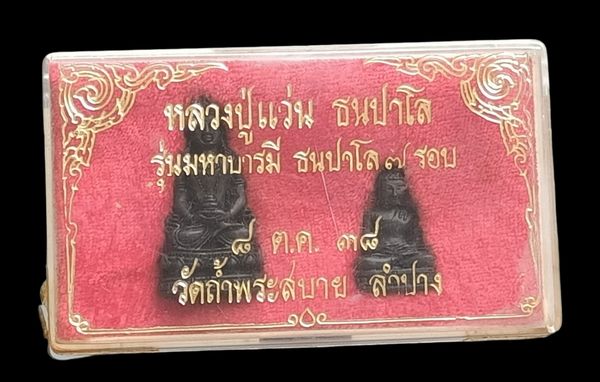 หลวงปู่แว่น ธนปาโล
รุ่นมหาบารมี ธนปาโล ๗ รอบ
๘ ต.ค. ๓๘
วัดถ้ำพระสบาย ลำปาง